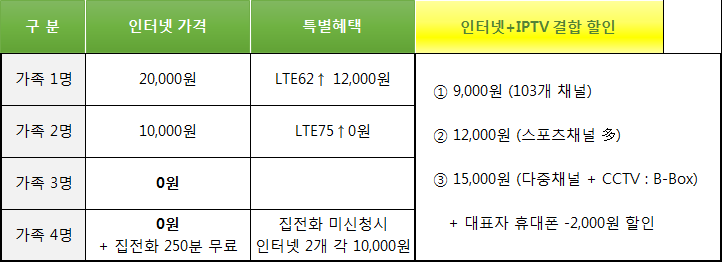 구 분 인터넷 가격 특별혜택 인터넷+IPTV 결합 할인
가족 1명 20,000원 LTE62↑ 12,000원
가족 2명 10,000원 LTE75↑0원
가족 3명 0원
가족 4명 0원
+ 집전화 250분 무료
집전화 미신청시
인터넷 2개 각 10,000원
① 9,000원 (103개 채널)
② 12,000원 (스포츠채널 多)
③ 15,000원 (다중채널 + CCTV : B-Box)
+ 대표자 휴대폰 -2,000원 할인